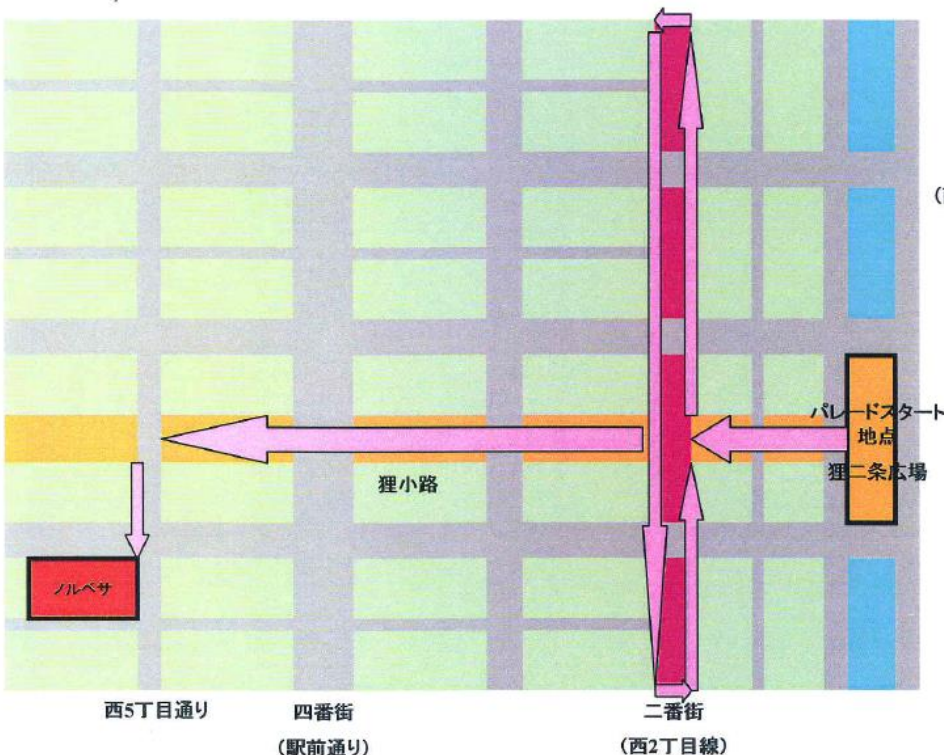 パレードスタート
地点
狸二条広場
狸小路
ノルベサ
西5丁目通り
四番街
(駅前通り)
二番街
(西2丁目線)